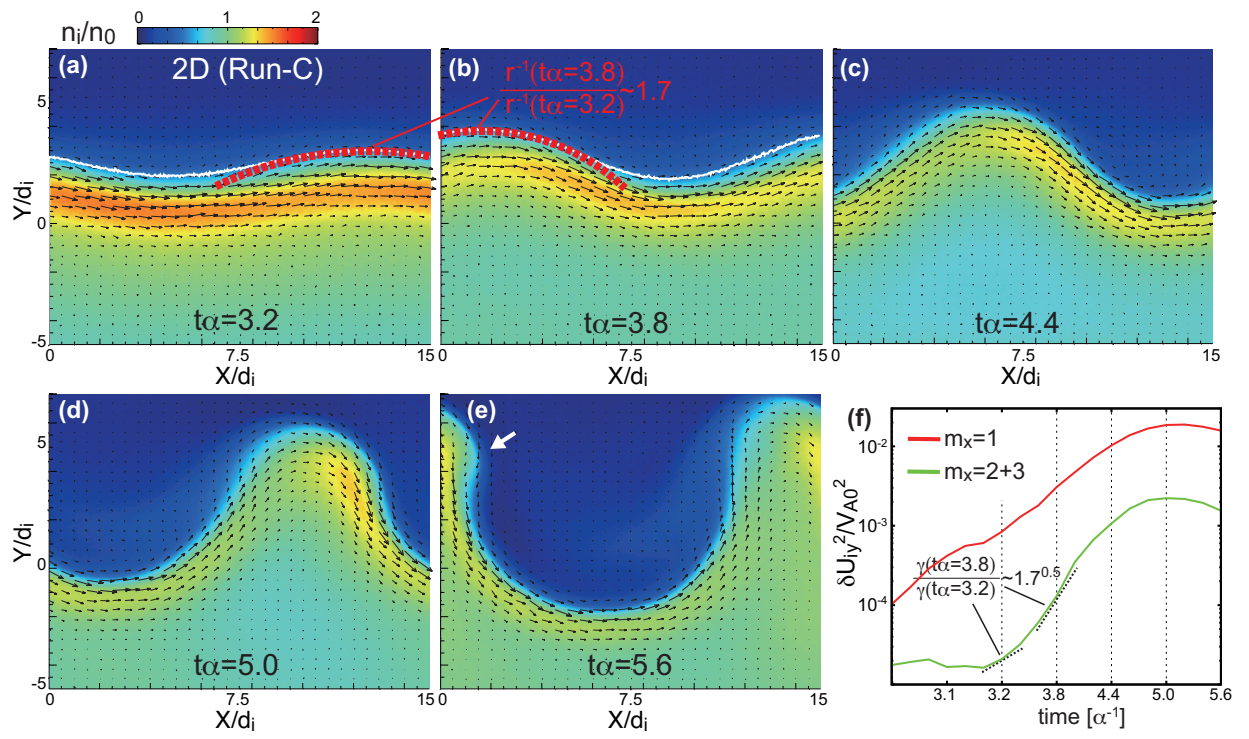 nᵢ/n₀
0 1 2
(a) 2D (Run-C)
(b)
r⁻¹(tα=3.8)
r⁻¹(tα=3.2)
~1.7
(c)
Y/dᵢ
5
0
-5
tα=3.2
tα=3.8
tα=4.4
0 7.5 15
X/dᵢ
0 7.5 15
X/dᵢ
0 7.5 15
X/dᵢ
(d)
(e)
(f)
Y/dᵢ
5
0
-5
tα=5.0
tα=5.6
0 7.5 15
X/dᵢ
0 7.5 15
X/dᵢ
mₓ=1
mₓ=2+3
δUᵢᵧ²/V_A0²
10⁻²
10⁻³
10⁻⁴
γ(tα=3.8)
γ(tα=3.2)
~1.7⁰·⁵
3.1 3.2 3.8 4.4 5.0 5.6
time [α⁻¹]